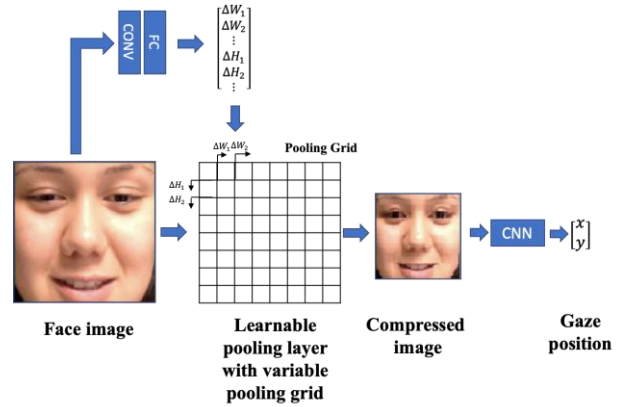 CONV
FC
ΔW₁
ΔW₂
⋮
ΔH₁
ΔH₂
⋮
ΔW₁ ΔW₂
Pooling Grid
ΔH₁
ΔH₂
CNN
x
y
Face image
Learnable
pooling layer
with variable
pooling grid
Compressed
image
Gaze
position